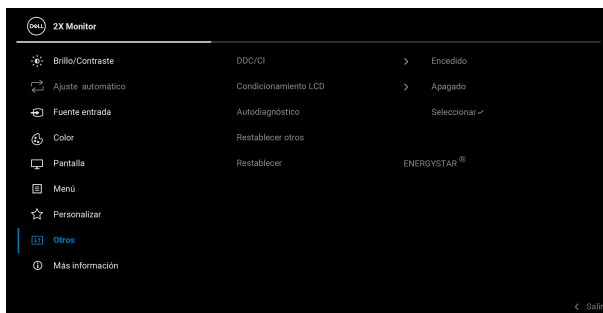 DELL 2X Monitor
Brillo/Contraste DDC/CI > Encedido
Ajuste automático Condicionamiento LCD > Apagado
Fuente entrada Autodiagnóstico Seleccionar ✓
Color Restablecer otros
Pantalla Restablecer ENERGYSTAR ®
Menú
Personalizar
Otros
Más información
< Salir